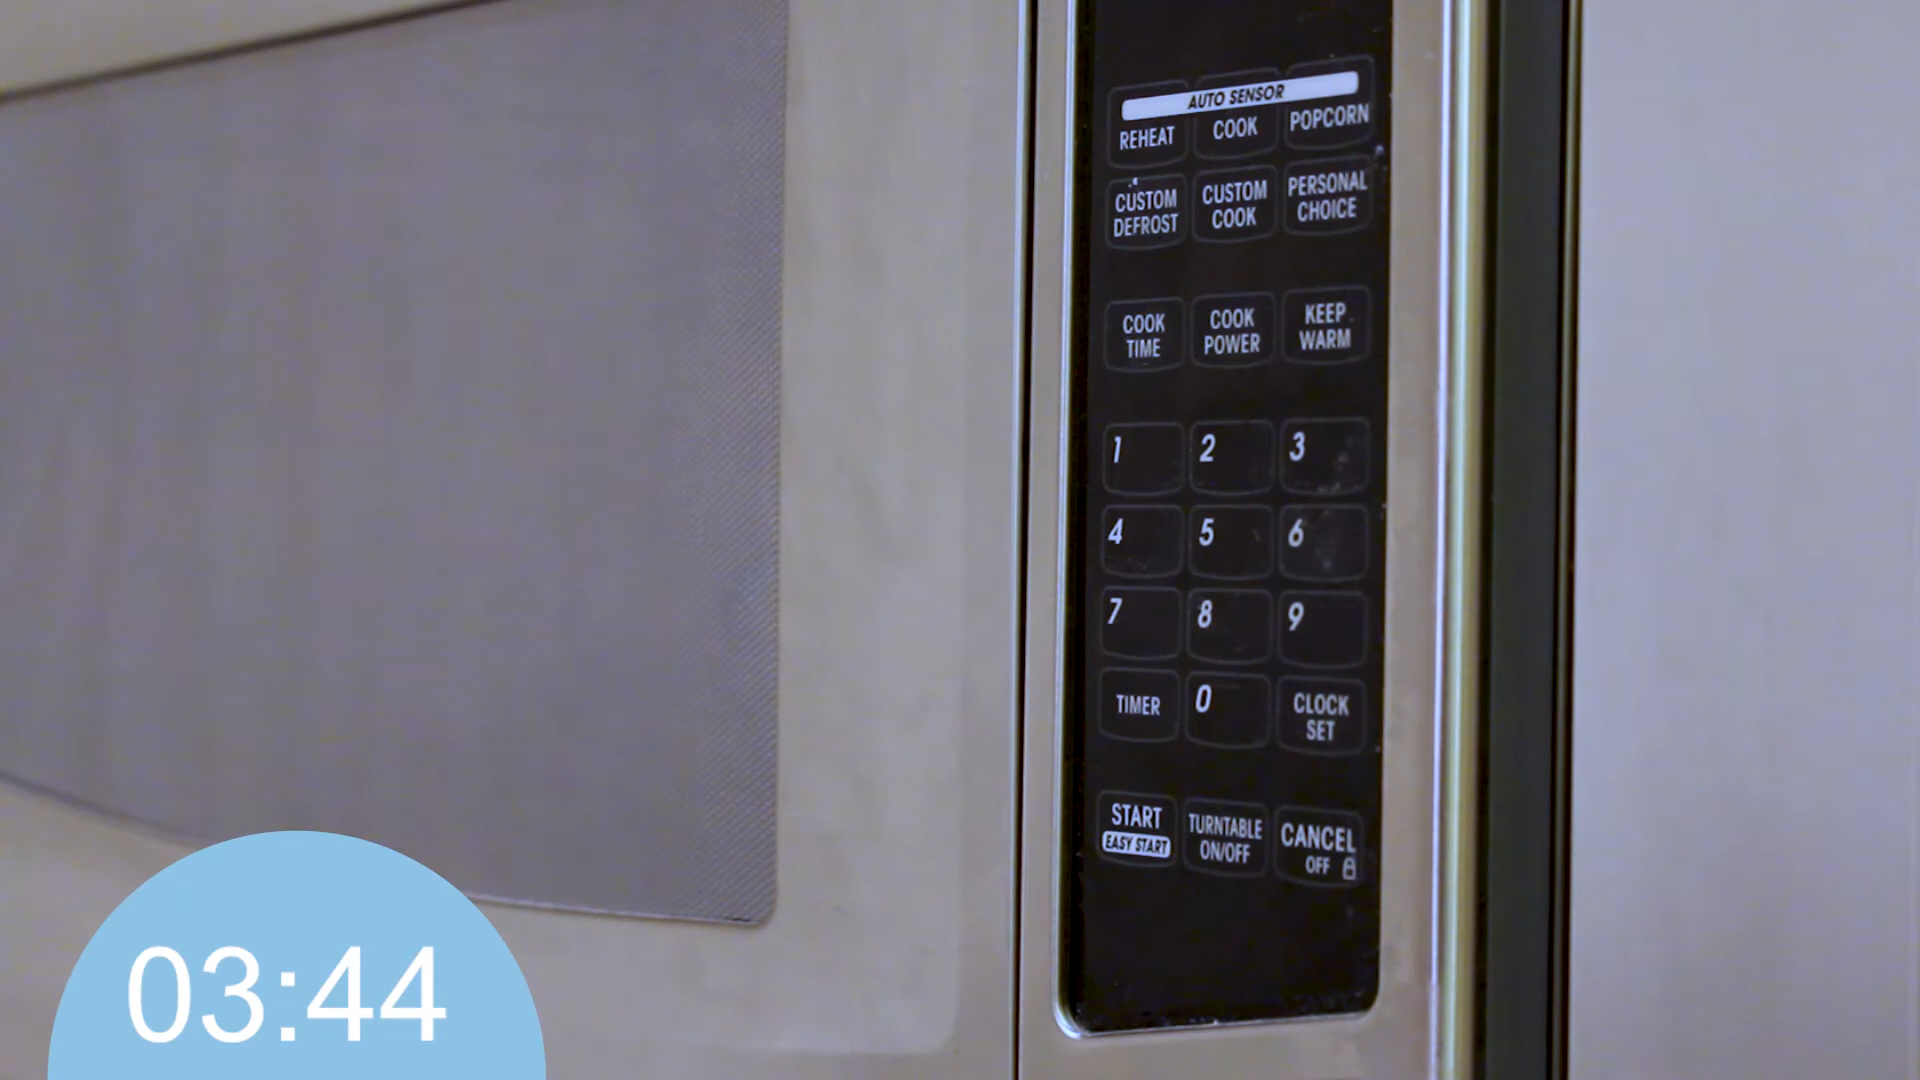 AUTO SENSOR
REHEAT COOK POPCORN
CUSTOM DEFROST CUSTOM COOK PERSONAL CHOICE
COOK TIME COOK POWER KEEP WARM
1 2 3
4 5 6
7 8 9
TIMER 0 CLOCK SET
START EASY START TURNTABLE ON/OFF CANCEL OFF
03:44